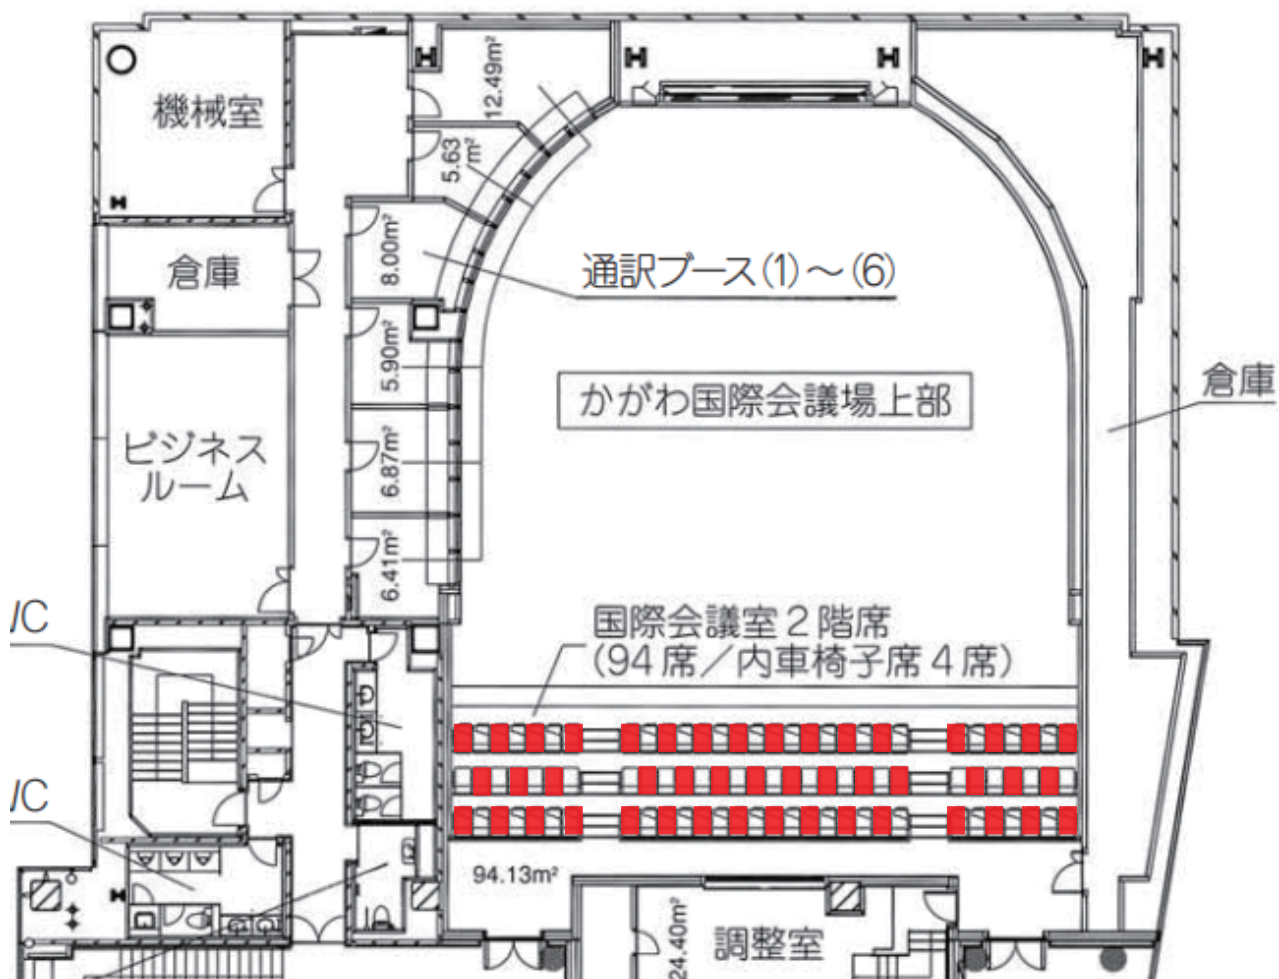 機械室
12.49m²
5.63m²
8.00m²
倉庫
通訳ブース(1)～(6)
5.90m²
かがわ国際会議場上部
倉庫
ビジネス
ルーム
6.87m²
6.41m²
国際会議室２階席
(94席／内車椅子席４席)
WC
WC
94.13m²
24.40m²
調整室